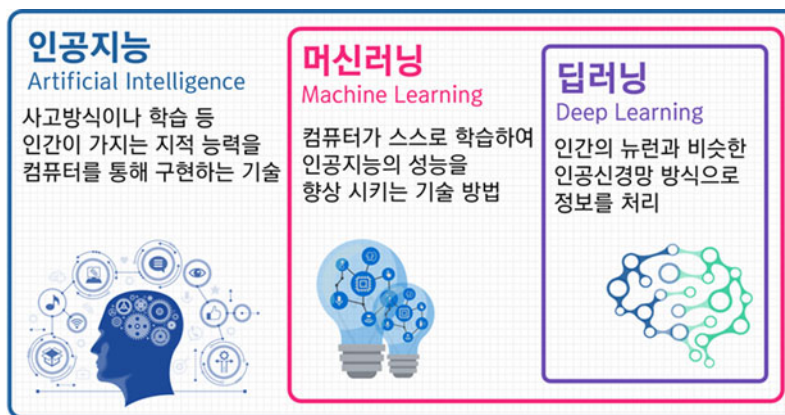 인공지능
Artificial Intelligence
사고방식이나 학습 등
인간이 가지는 지적 능력을
컴퓨터를 통해 구현하는 기술
머신러닝
Machine Learning
컴퓨터가 스스로 학습하여
인공지능의 성능을
향상 시키는 기술 방법
딥러닝
Deep Learning
인간의 뉴런과 비슷한
인공신경망 방식으로
정보를 처리